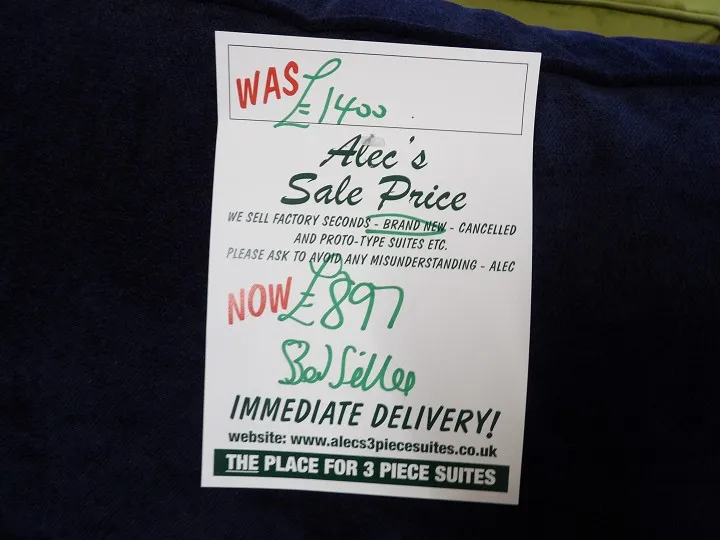 WAS £1400
Alec's
Sale Price
WE SELL FACTORY SECONDS - BRAND NEW - CANCELLED
AND PROTO-TYPE SUITES ETC.
PLEASE ASK TO AVOID ANY MISUNDERSTANDING - ALEC
NOW £897
IMMEDIATE DELIVERY!
website: www.alecs3piecesuites.co.uk
THE PLACE FOR 3 PIECE SUITES